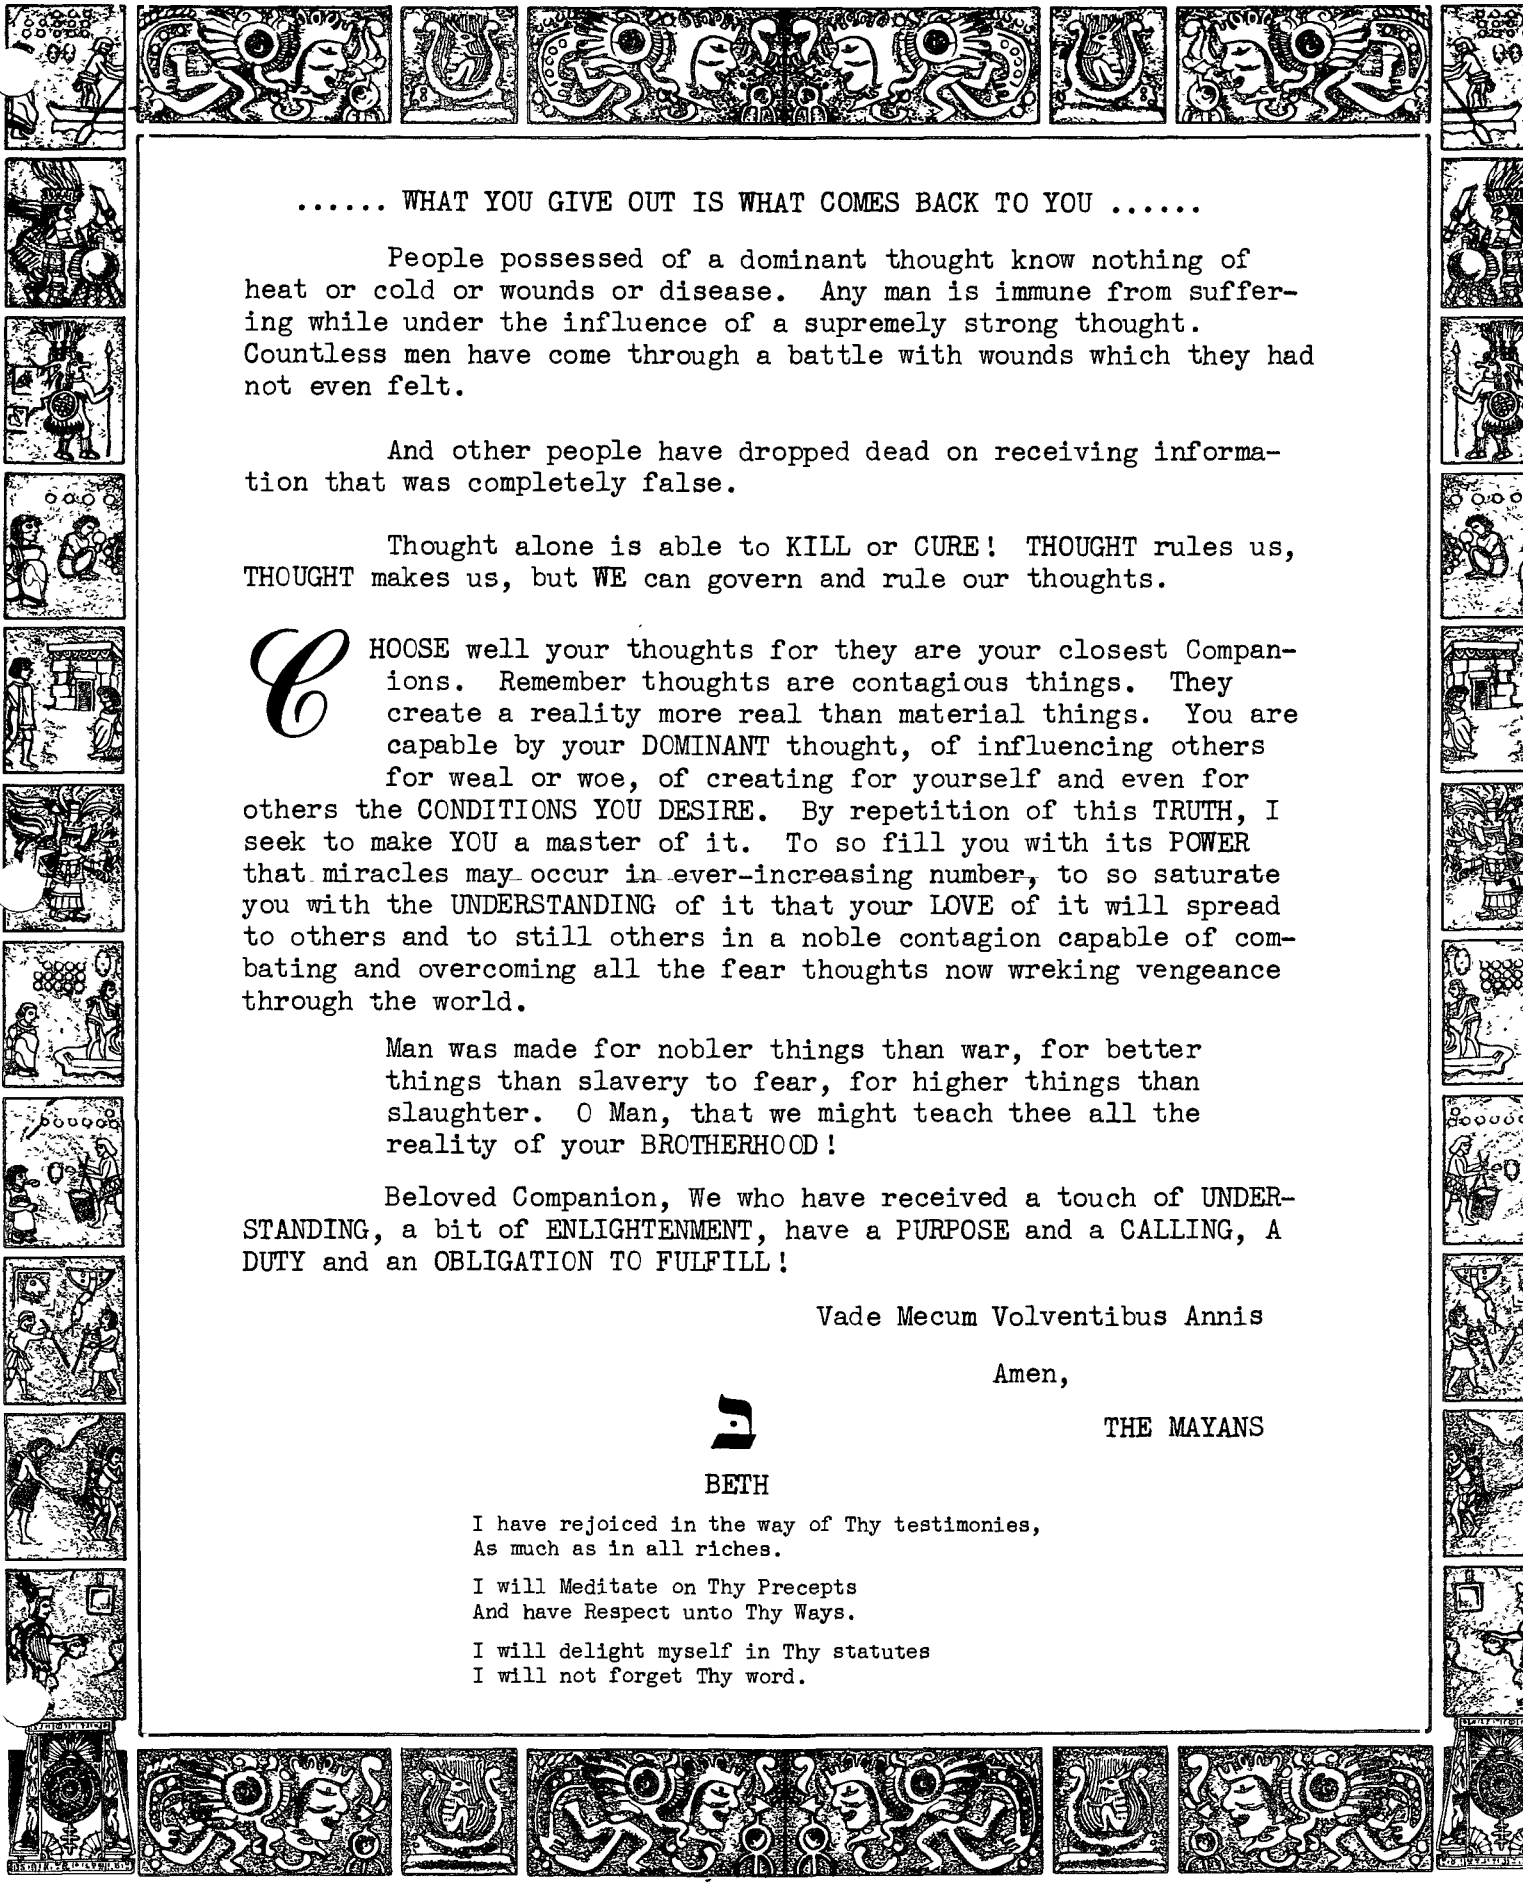 ...... WHAT YOU GIVE OUT IS WHAT COMES BACK TO YOU ......
People possessed of a dominant thought know nothing of
heat or cold or wounds or disease. Any man is immune from suffer-
ing while under the influence of a supremely strong thought.
Countless men have come through a battle with wounds which they had
not even felt.
And other people have dropped dead on receiving informa-
tion that was completely false.
Thought alone is able to KILL or CURE! THOUGHT rules us,
THOUGHT makes us, but WE can govern and rule our thoughts.
CHOOSE well your thoughts for they are your closest Compan-
ions. Remember thoughts are contagious things. They
create a reality more real than material things. You are
capable by your DOMINANT thought, of influencing others
for weal or woe, of creating for yourself and even for
others the CONDITIONS YOU DESIRE. By repetition of this TRUTH, I
seek to make YOU a master of it. To so fill you with its POWER
that miracles may occur in ever-increasing number, to so saturate
you with the UNDERSTANDING of it that your LOVE of it will spread
to others and to still others in a noble contagion capable of com-
bating and overcoming all the fear thoughts now wreking vengeance
through the world.
Man was made for nobler things than war, for better
things than slavery to fear, for higher things than
slaughter. O Man, that we might teach thee all the
reality of your BROTHERHOOD!
Beloved Companion, We who have received a touch of UNDER-
STANDING, a bit of ENLIGHTENMENT, have a PURPOSE and a CALLING, A
DUTY and an OBLIGATION TO FULFILL!
Vade Mecum Volventibus Annis
Amen,
THE MAYANS
בּ
BETH
I have rejoiced in the way of Thy testimonies,
As much as in all riches.
I will Meditate on Thy Precepts
And have Respect unto Thy Ways.
I will delight myself in Thy statutes
I will not forget Thy word.